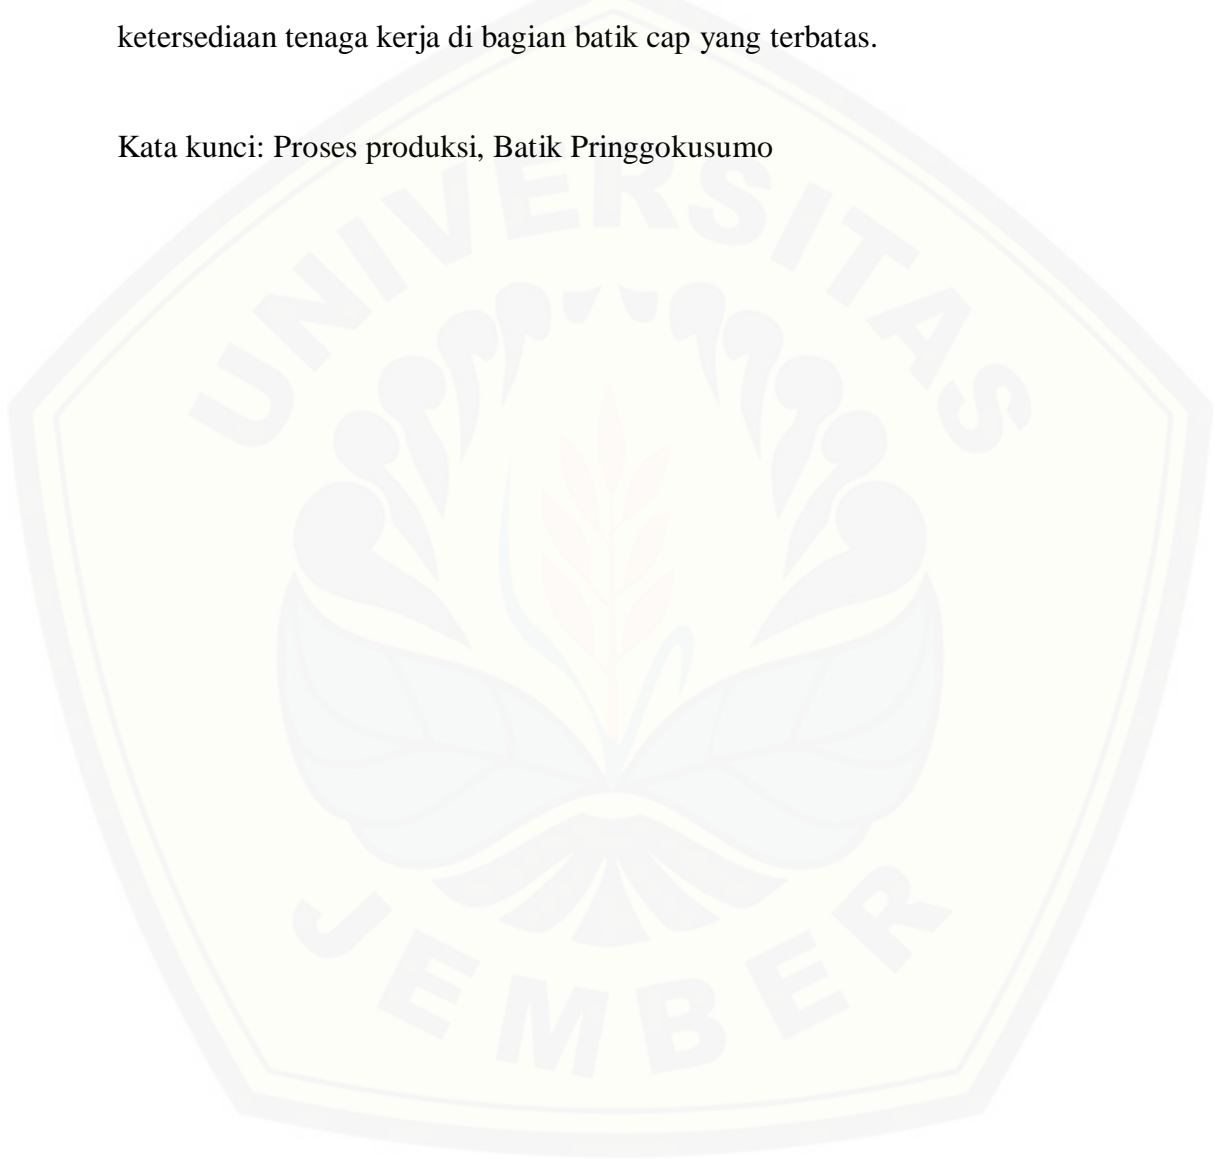 ketersediaan tenaga kerja di bagian batik cap yang terbatas.
Kata kunci: Proses produksi, Batik Pringgokusumo
UNIVERSITAS
JEMBER